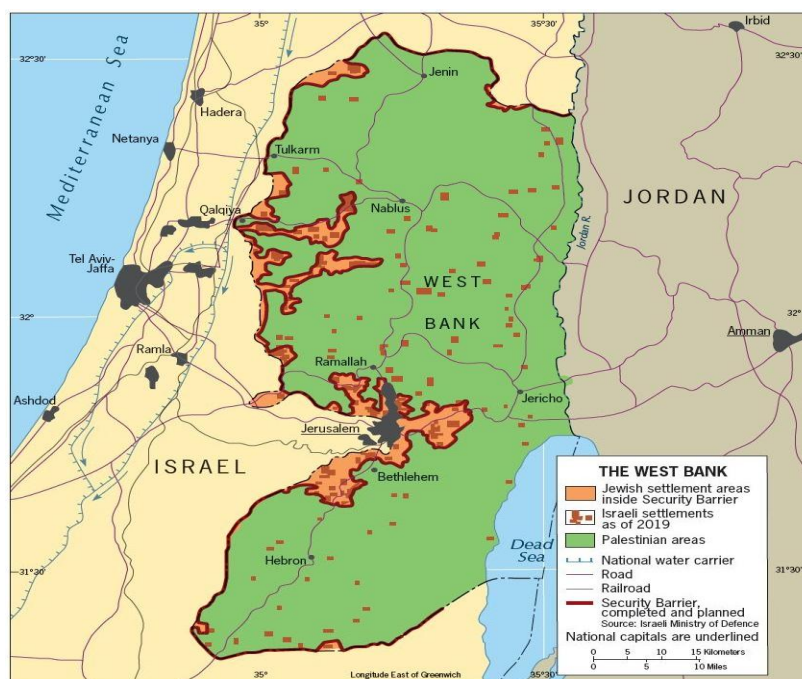 35°
35°30'
Irbid
32°30'
Mediterranean Sea
Jenin
Hadera
Netanya
Tulkarm
JORDAN
Qalqiya
Nablus
Jordan R.
Tel Aviv-
Jaffa
WEST
BANK
32°
32°
Amman
Ramla
Ramallah
Jericho
Ashdod
Jerusalem
ISRAEL
Bethlehem
THE WEST BANK
Jewish settlement areas
inside Security Barrier
Israeli settlements
as of 2019
Palestinian areas
National water carrier
Road
Railroad
Security Barrier,
completed and planned
Source: Israeli Ministry of Defence
National capitals are underlined
0 5 10 15 Kilometers
0 5 10 Miles
Dead
Sea
Hebron
31°30'
31°30'
35°
Longitude East of Greenwich
35°30'